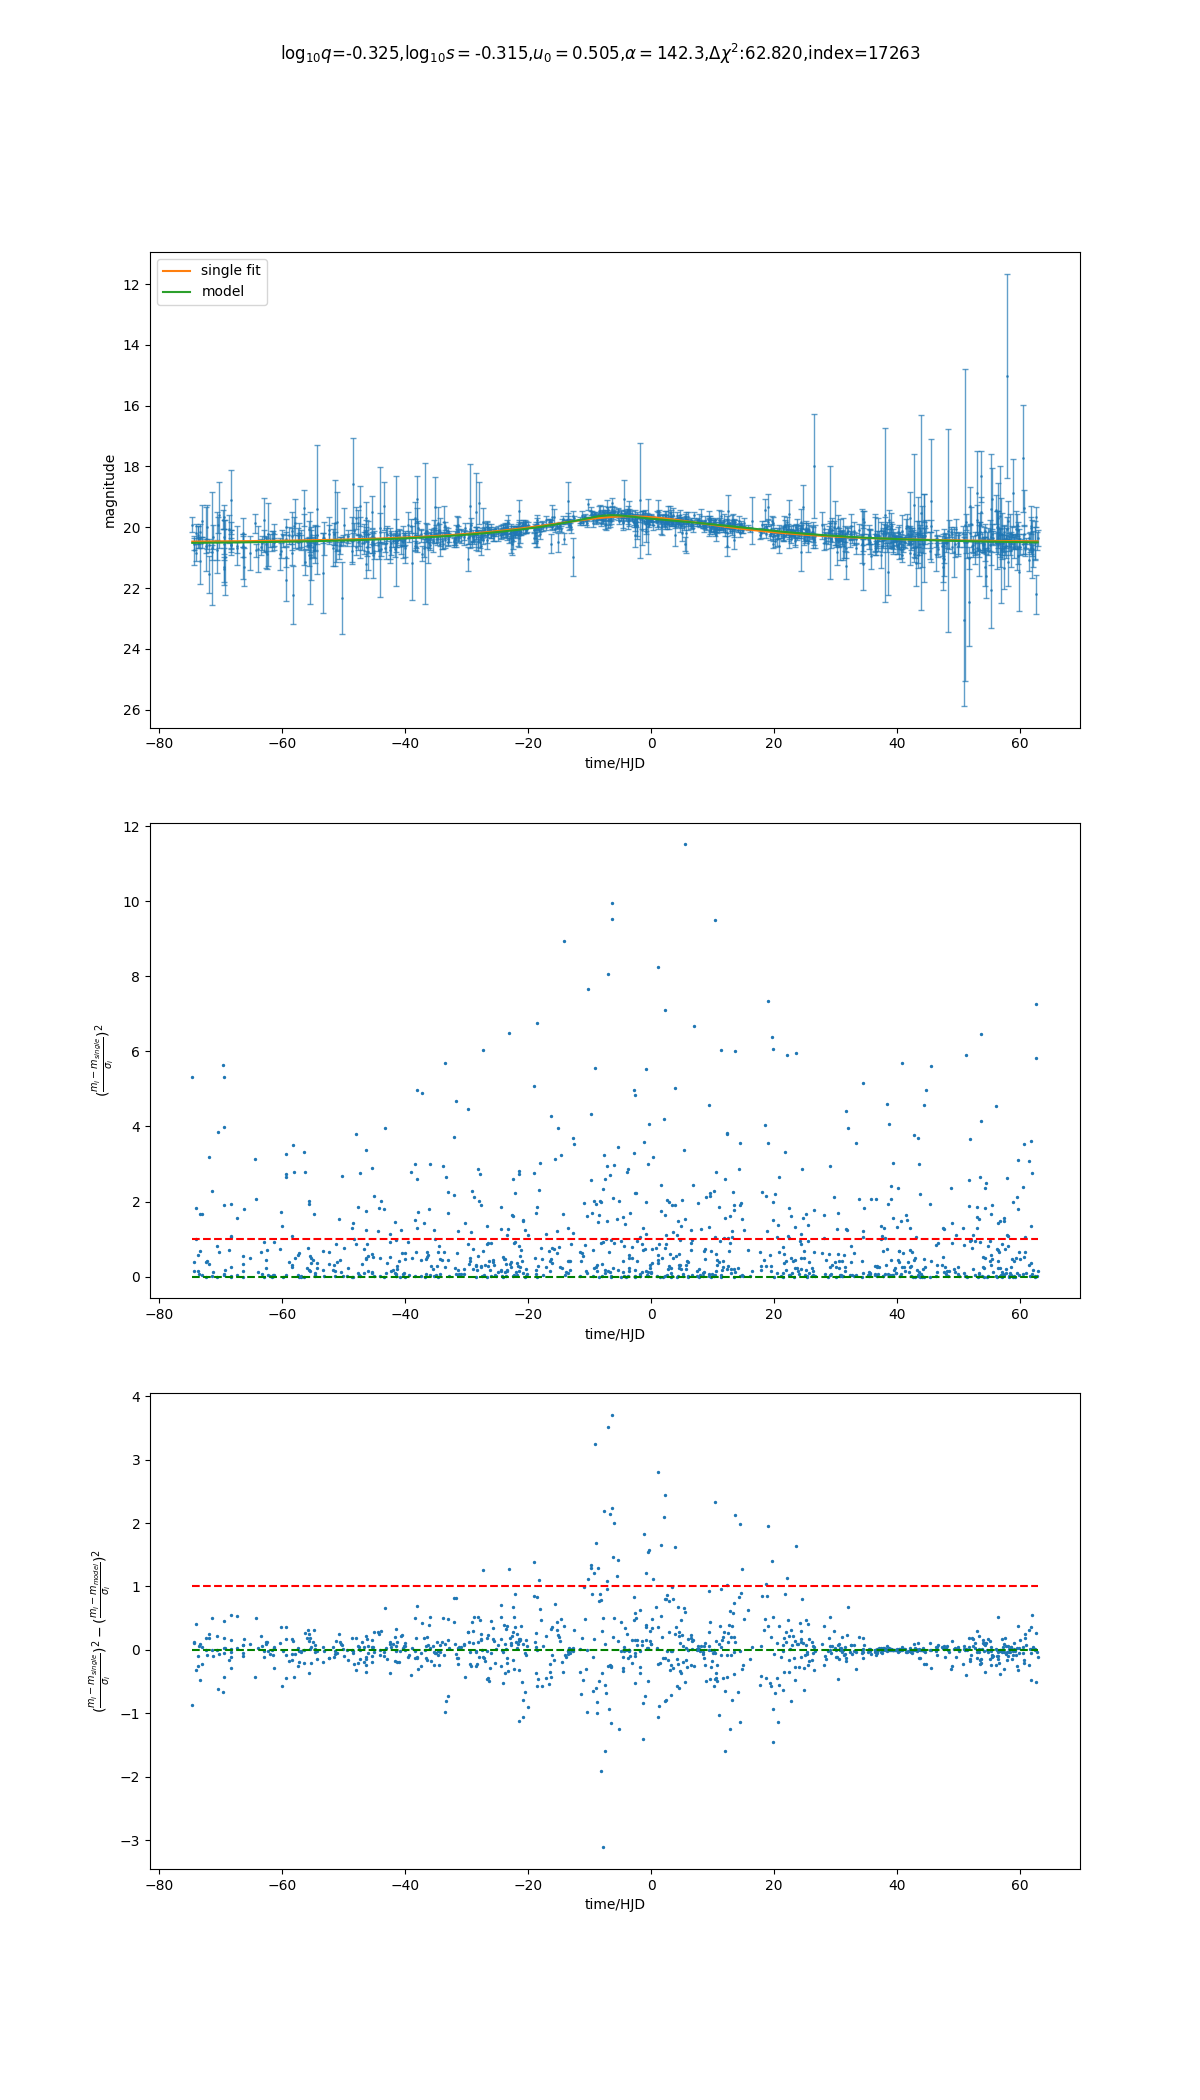 log₁₀q=-0.325,log₁₀s = -0.315,u₀ = 0.505,α = 142.3,Δχ²:62.820,index=17263
single fit
model
12
14
16
18
20
22
24
26
magnitude
−80 −60 −40 −20 0 20 40 60
time/HJD
12
10
8
6
4
2
0
(mᵢ − m_single / σᵢ)²
−80 −60 −40 −20 0 20 40 60
time/HJD
4
3
2
1
0
−1
−2
−3
(mᵢ − m_single / σᵢ)² − (mᵢ − m_model / σᵢ)²
−80 −60 −40 −20 0 20 40 60
time/HJD